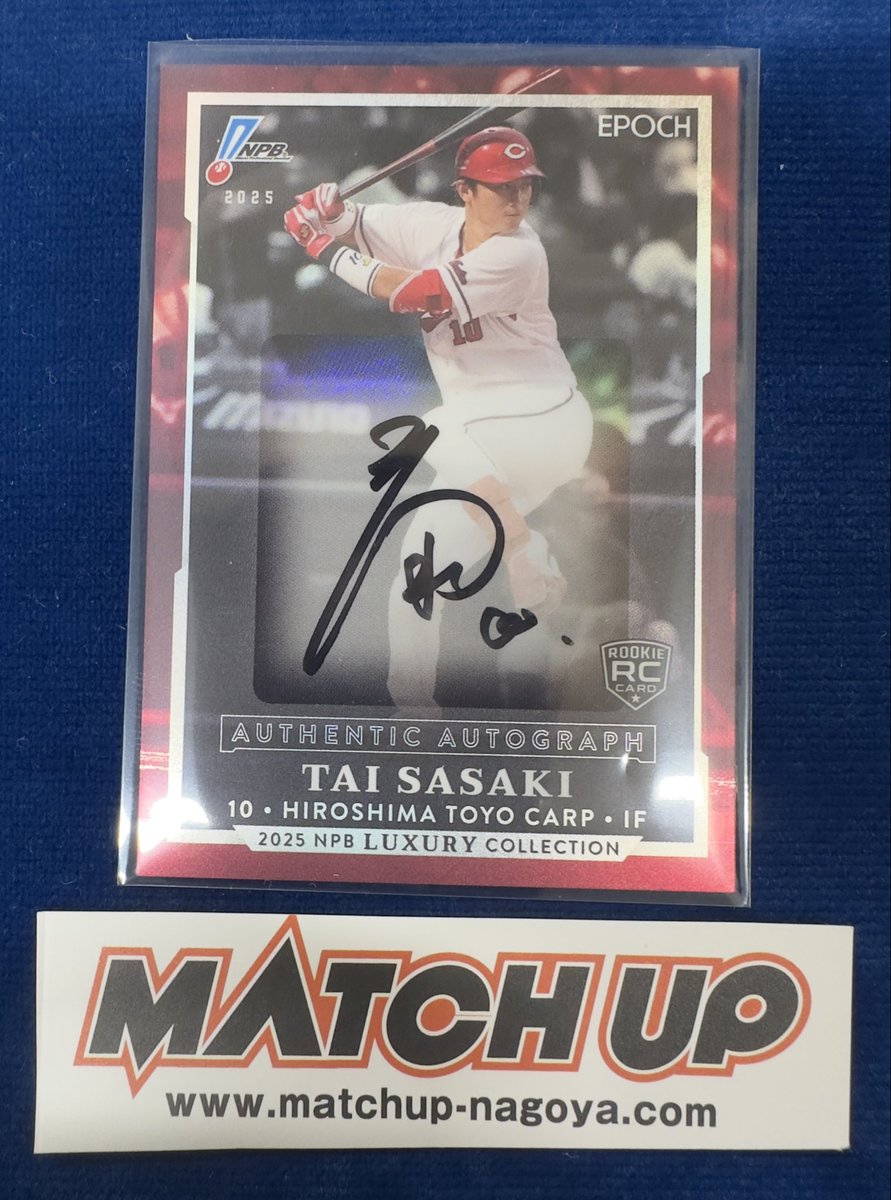 NPB
EPOCH
2025
10
10
ROOKIE
RC
CARD
AUTHENTIC AUTOGRAPH
TAI SASAKI
10 • HIROSHIMA TOYO CARP • IF
2025 NPB LUXURY COLLECTION
MATCH UP
www.matchup-nagoya.com